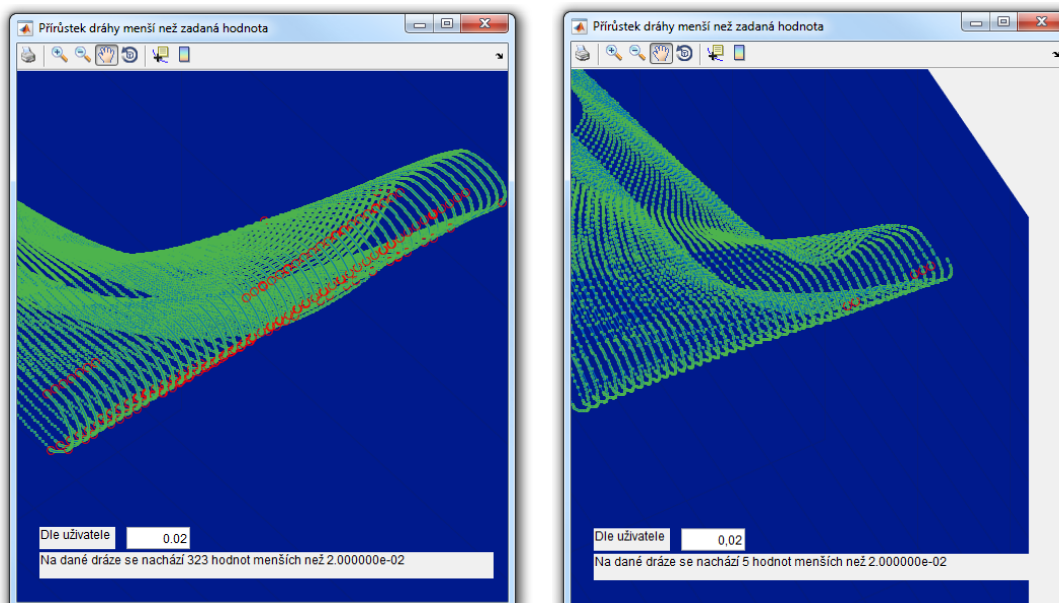 Přírůstek dráhy menší než zadaná hodnota
Dle uživatele 0.02
Na dané dráze se nachází 323 hodnot menších než 2.000000e-02
Přírůstek dráhy menší než zadaná hodnota
Dle uživatele 0,02
Na dané dráze se nachází 5 hodnot menších než 2.000000e-02